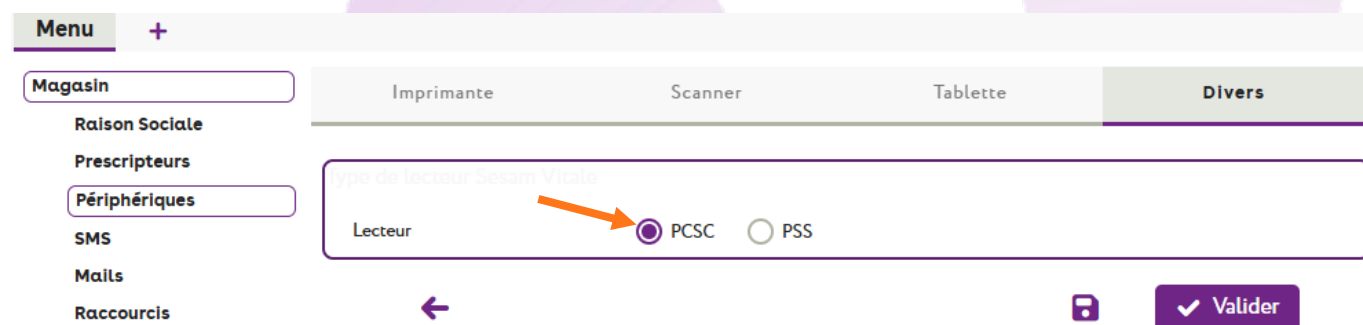 Menu +
Magasin
Imprimante Scanner Tablette Divers
Raison Sociale
Prescripteurs
Type de lecteur Sesam Vitale
Périphériques
Lecteur PCSC PSS
SMS
Mails
Raccourcis
Valider